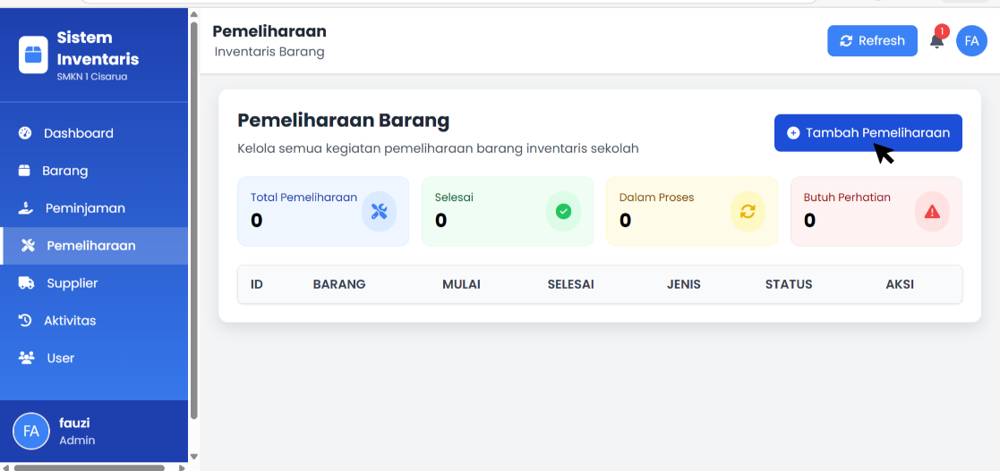 Sistem
Inventaris
SMKN 1 Cisarua
Dashboard
Barang
Peminjaman
Pemeliharaan
Supplier
Aktivitas
User
FA
fauzi
Admin
Pemeliharaan
Inventaris Barang
Refresh
1
FA
Pemeliharaan Barang
Kelola semua kegiatan pemeliharaan barang inventaris sekolah
Tambah Pemeliharaan
Total Pemeliharaan
0
Selesai
0
Dalam Proses
0
Butuh Perhatian
0
ID BARANG MULAI SELESAI JENIS STATUS AKSI